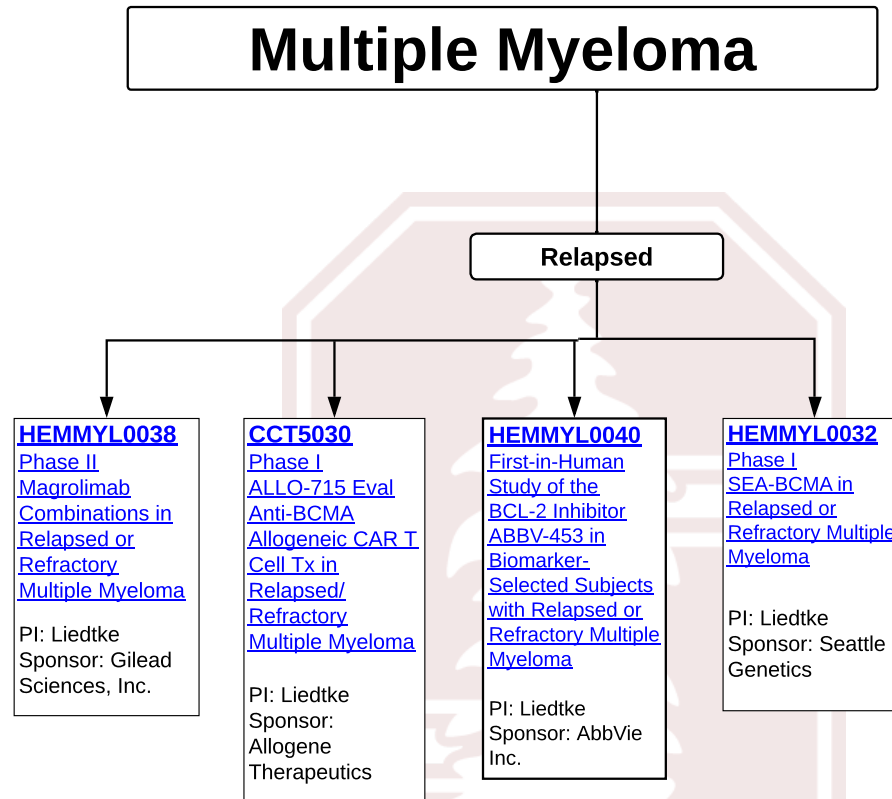 Multiple Myeloma
Relapsed
HEMMYL0038
Phase II
Magrolimab
Combinations in
Relapsed or
Refractory
Multiple Myeloma
PI: Liedtke
Sponsor: Gilead
Sciences, Inc.
CCT5030
Phase I
ALLO-715 Eval
Anti-BCMA
Allogeneic CAR T
Cell Tx in
Relapsed/
Refractory
Multiple Myeloma
PI: Liedtke
Sponsor:
Allogene
Therapeutics
HEMMYL0040
First-in-Human
Study of the
BCL-2 Inhibitor
ABBV-453 in
Biomarker-
Selected Subjects
with Relapsed or
Refractory Multiple
Myeloma
PI: Liedtke
Sponsor: AbbVie
Inc.
HEMMYL0032
Phase I
SEA-BCMA in
Relapsed or
Refractory Multiple
Myeloma
PI: Liedtke
Sponsor: Seattle
Genetics